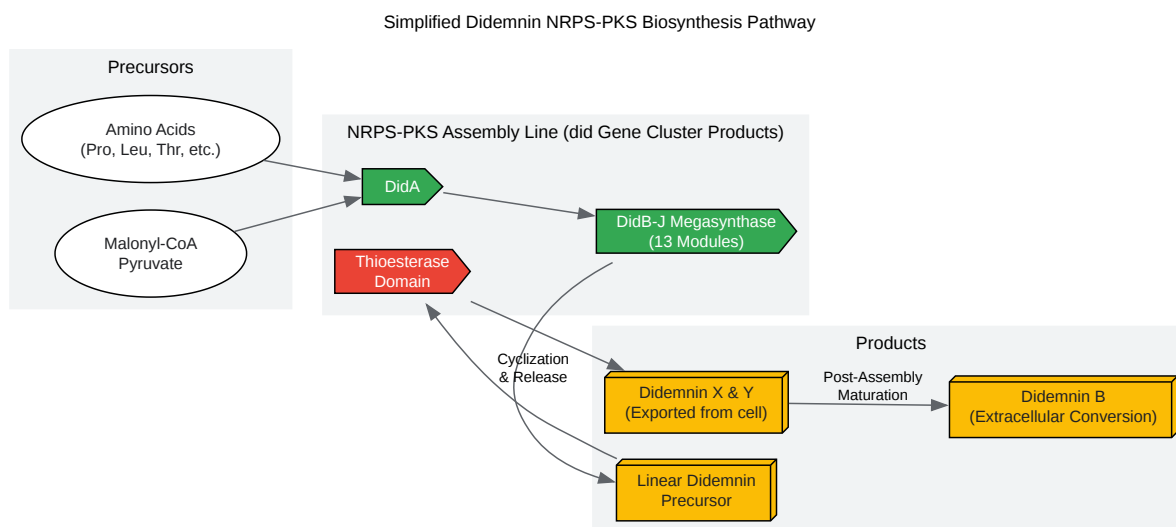 Simplified Didemnin NRPS-PKS Biosynthesis Pathway
Precursors
Amino Acids
(Pro, Leu, Thr, etc.)
Malonyl-CoA
Pyruvate
NRPS-PKS Assembly Line (did Gene Cluster Products)
DidA
DidB-J Megasynthase
(13 Modules)
Thioesterase
Domain
Cyclization
& Release
Products
Didemnin X & Y
(Exported from cell)
Post-Assembly
Maturation
Didemnin B
(Extracellular Conversion)
Linear Didemnin
Precursor